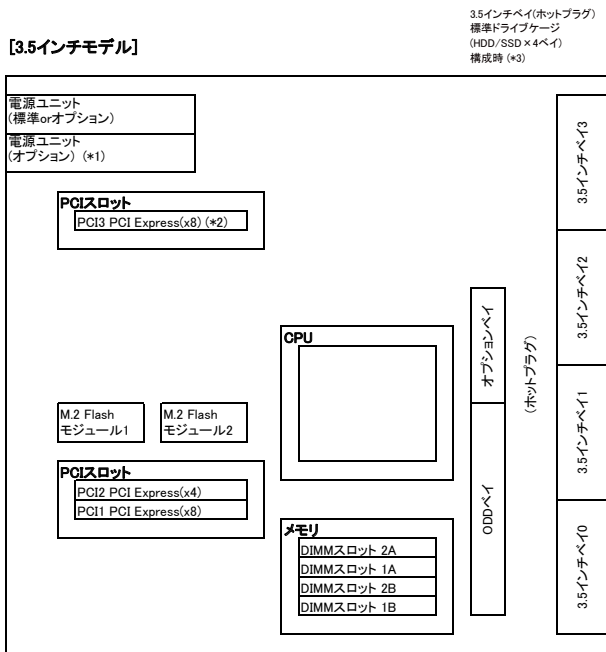 3.5インチベイ(ホットプラグ)
標準ドライブケージ
(HDD/SSD×4ベイ)
構成時 (*3)
[3.5インチモデル]
電源ユニット
(標準orオプション)
電源ユニット
(オプション) (*1)
PCIスロット
PCI3 PCI Express(x8) (*2)
CPU
M.2 Flash
モジュール1
M.2 Flash
モジュール2
PCIスロット
PCI2 PCI Express(x4)
PCI1 PCI Express(x8)
メモリ
DIMMスロット 2A
DIMMスロット 1A
DIMMスロット 2B
DIMMスロット 1B
オプションベイ
ODDベイ
(ホットプラグ)
3.5インチベイ3
3.5インチベイ2
3.5インチベイ1
3.5インチベイ0